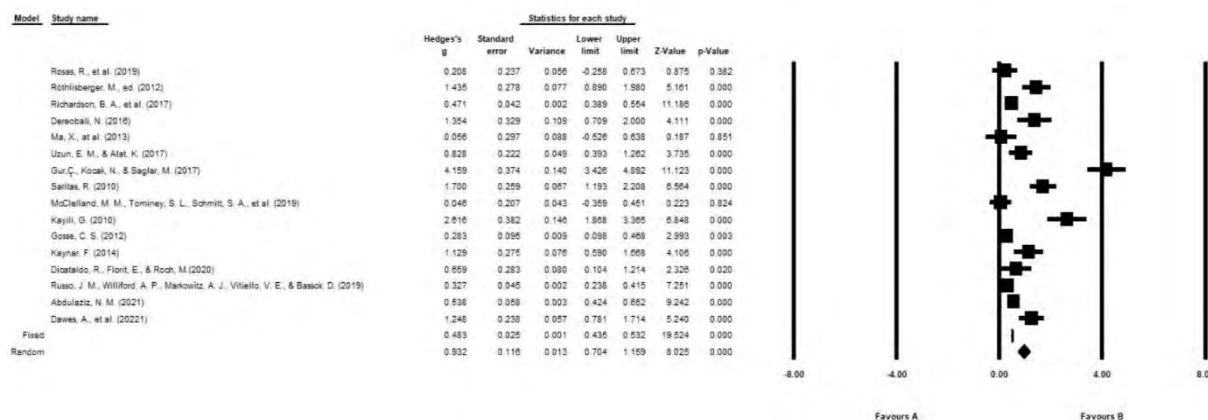 Model Study name Statistics for each study
Hedges's g Standard error Variance Lower limit Upper limit Z-Value p-Value
Rosas, R., et al. (2019) 0.208 0.237 0.056 -0.258 0.673 0.875 0.382
Röthlisberger, M., ed. (2012) 1.435 0.278 0.077 0.890 1.980 5.161 0.000
Richardson, B. A., et al. (2017) 0.471 0.042 0.002 0.389 0.554 11.186 0.000
Dereobalı, N. (2016) 1.354 0.329 0.109 0.709 2.000 4.111 0.000
Ma, X., at al. (2013) 0.056 0.297 0.088 -0.526 0.638 0.187 0.851
Uzun, E. M., & Alat, K. (2017) 0.828 0.222 0.049 0.393 1.262 3.735 0.000
Gur,Ç., Kocak, N., & Saglar, M. (2017) 4.159 0.374 0.140 3.426 4.892 11.123 0.000
Saritas, R. (2010) 1.700 0.259 0.067 1.193 2.208 6.564 0.000
McClelland, M. M., Tominey, S. L., Schmitt, S. A., et al. (2019) 0.046 0.207 0.043 -0.359 0.451 0.223 0.824
Kayili, G. (2010) 2.616 0.382 0.146 1.868 3.365 6.848 0.000
Gosse, C. S. (2012) 0.283 0.095 0.009 0.098 0.468 2.993 0.003
Kaynar, F. (2014) 1.129 0.275 0.076 0.590 1.668 4.106 0.000
Dicataldo, R., Florit, E., & Roch, M.(2020) 0.659 0.283 0.080 0.104 1.214 2.326 0.020
Russo, J. M., Williford, A. P., Markowitz, A. J., Vitiello, V. E., & Bassok, D. (2019) 0.327 0.045 0.002 0.238 0.415 7.251 0.000
Abdulaziz, N. M. (2021) 0.538 0.058 0.003 0.424 0.652 9.242 0.000
Dawes, A., et al. (20221) 1.248 0.238 0.057 0.781 1.714 5.240 0.000
Fixed 0.483 0.025 0.001 0.435 0.532 19.524 0.000
Random 0.932 0.116 0.013 0.704 1.159 8.025 0.000
-8.00 -4.00 0.00 4.00 8.0
Favours A Favours B